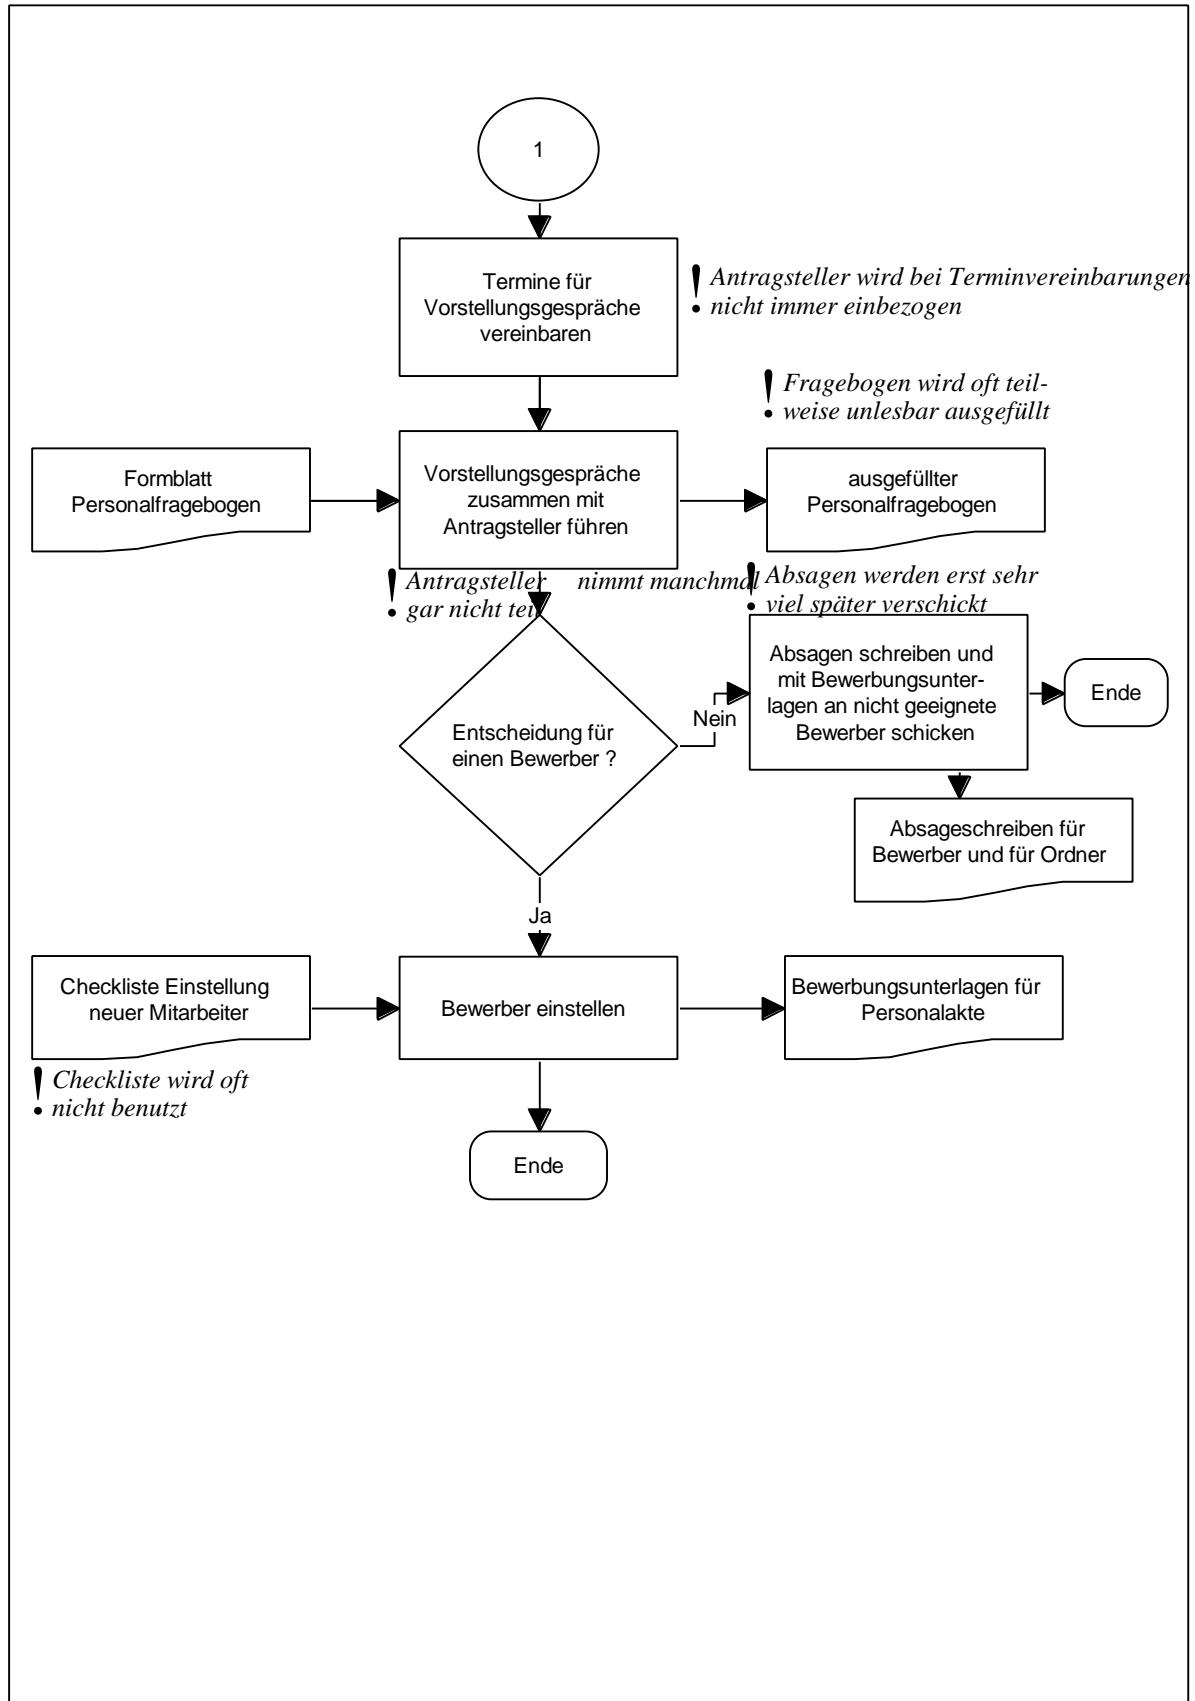 1
Termine für
Vorstellungsgespräche
vereinbaren
! Antragsteller wird bei Terminvereinbarungen
nicht immer einbezogen
! Fragebogen wird oft teil-
weise unlesbar ausgefüllt
Formblatt
Personalfragebogen
Vorstellungsgespräche
zusammen mit
Antragsteller führen
ausgefüllter
Personalfragebogen
! Antragsteller nimmt manchmal
gar nicht teil
! Absagen werden erst sehr
viel später verschickt
Absagen schreiben und
mit Bewerbungsunter-
lagen an nicht geeignete
Bewerber schicken
Ende
Nein
Entscheidung für
einen Bewerber ?
Absageschreiben für
Bewerber und für Ordner
Ja
Checkliste Einstellung
neuer Mitarbeiter
Bewerber einstellen
Bewerbungsunterlagen für
Personalakte
! Checkliste wird oft
nicht benutzt
Ende